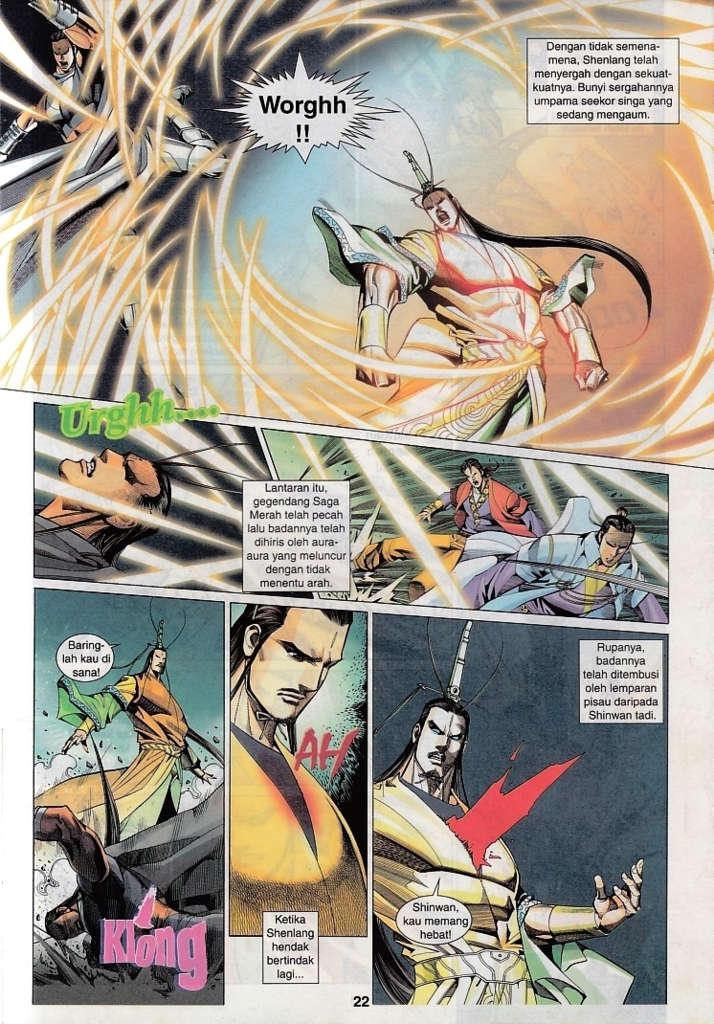 Dengan tidak semena-
mena, Shenlang telah
menyergah dengan sekuat-
kuatnya. Bunyi sergahannya
umpama seekor singa yang
sedang mengaum.
Worghh
!!
Urghh....
Lantaran itu,
gegendang Saga
Merah telah pecah
lalu badannya telah
dihiris oleh aura-
aura yang meluncur
dengan tidak
menentu arah.
Baring-
lah kau di
sana!
Klong
AH
Ketika
Shenlang
hendak
bertindak
lagi...
Rupanya,
badannya
telah ditembusi
oleh lemparan
pisau daripada
Shinwan tadi.
Shinwan,
kau memang
hebat!
22